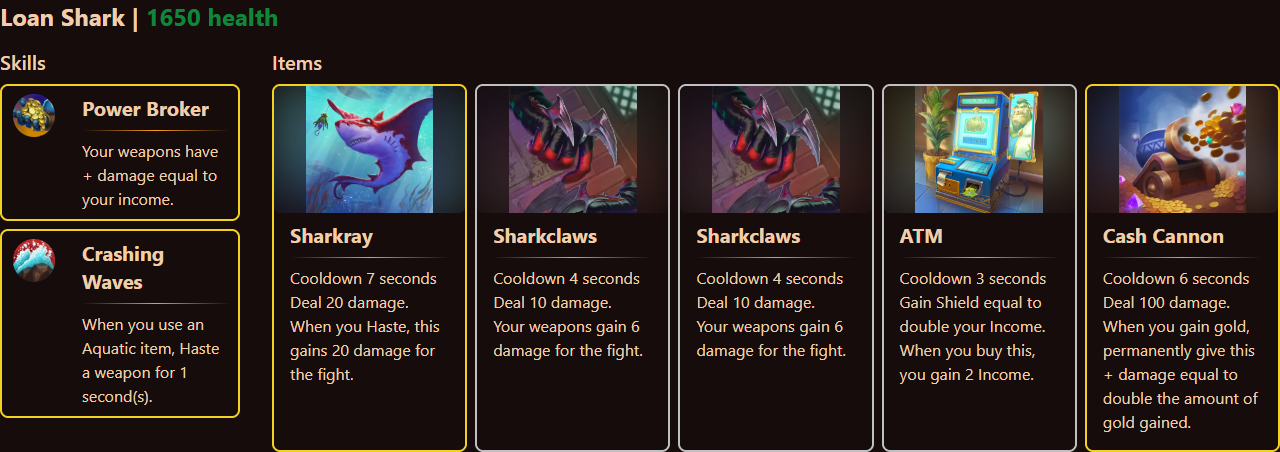 Loan Shark | 1650 health
Skills
Power Broker
Your weapons have
+ damage equal to
your income.
Crashing
Waves
When you use an
Aquatic item, Haste
a weapon for 1
second(s).
Items
Sharkray
Cooldown 7 seconds
Deal 20 damage.
When you Haste, this
gains 20 damage for
the fight.
Sharkclaws
Cooldown 4 seconds
Deal 10 damage.
Your weapons gain 6
damage for the fight.
Sharkclaws
Cooldown 4 seconds
Deal 10 damage.
Your weapons gain 6
damage for the fight.
ATM
Cooldown 3 seconds
Gain Shield equal to
double your Income.
When you buy this,
you gain 2 Income.
Cash Cannon
Cooldown 6 seconds
Deal 100 damage.
When you gain gold,
permanently give this
+ damage equal to
double the amount of
gold gained.